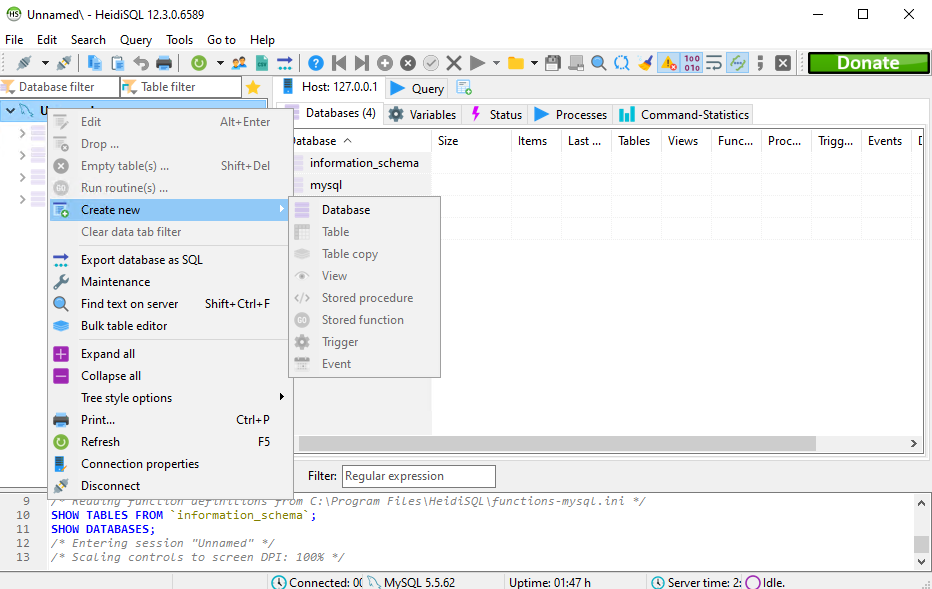 Unnamed\ - HeidiSQL 12.3.0.6589
File Edit Search Query Tools Go to Help
Donate
Database filter Table filter Host: 127.0.0.1 Query
Databases (4) Variables Status Processes Command-Statistics
Database Size Items Last ... Tables Views Func... Proc... Trigg... Events
information_schema
mysql
Edit Alt+Enter
Drop ...
Empty table(s) ... Shift+Del
Run routine(s) ...
Create new
Clear data tab filter
Export database as SQL
Maintenance
Find text on server Shift+Ctrl+F
Bulk table editor
Expand all
Collapse all
Tree style options
Print... Ctrl+P
Refresh F5
Connection properties
Disconnect
Database
Table
Table copy
View
Stored procedure
Stored function
Trigger
Event
Filter: Regular expression
9 /* Reading function definitions from C:\Program Files\HeidiSQL\functions-mysql.ini */
10 SHOW TABLES FROM `information_schema`;
11 SHOW DATABASES;
12 /* Entering session "Unnamed" */
13 /* Scaling controls to screen DPI: 100% */
Connected: 00 MySQL 5.5.62 Uptime: 01:47 h Server time: 2: Idle.